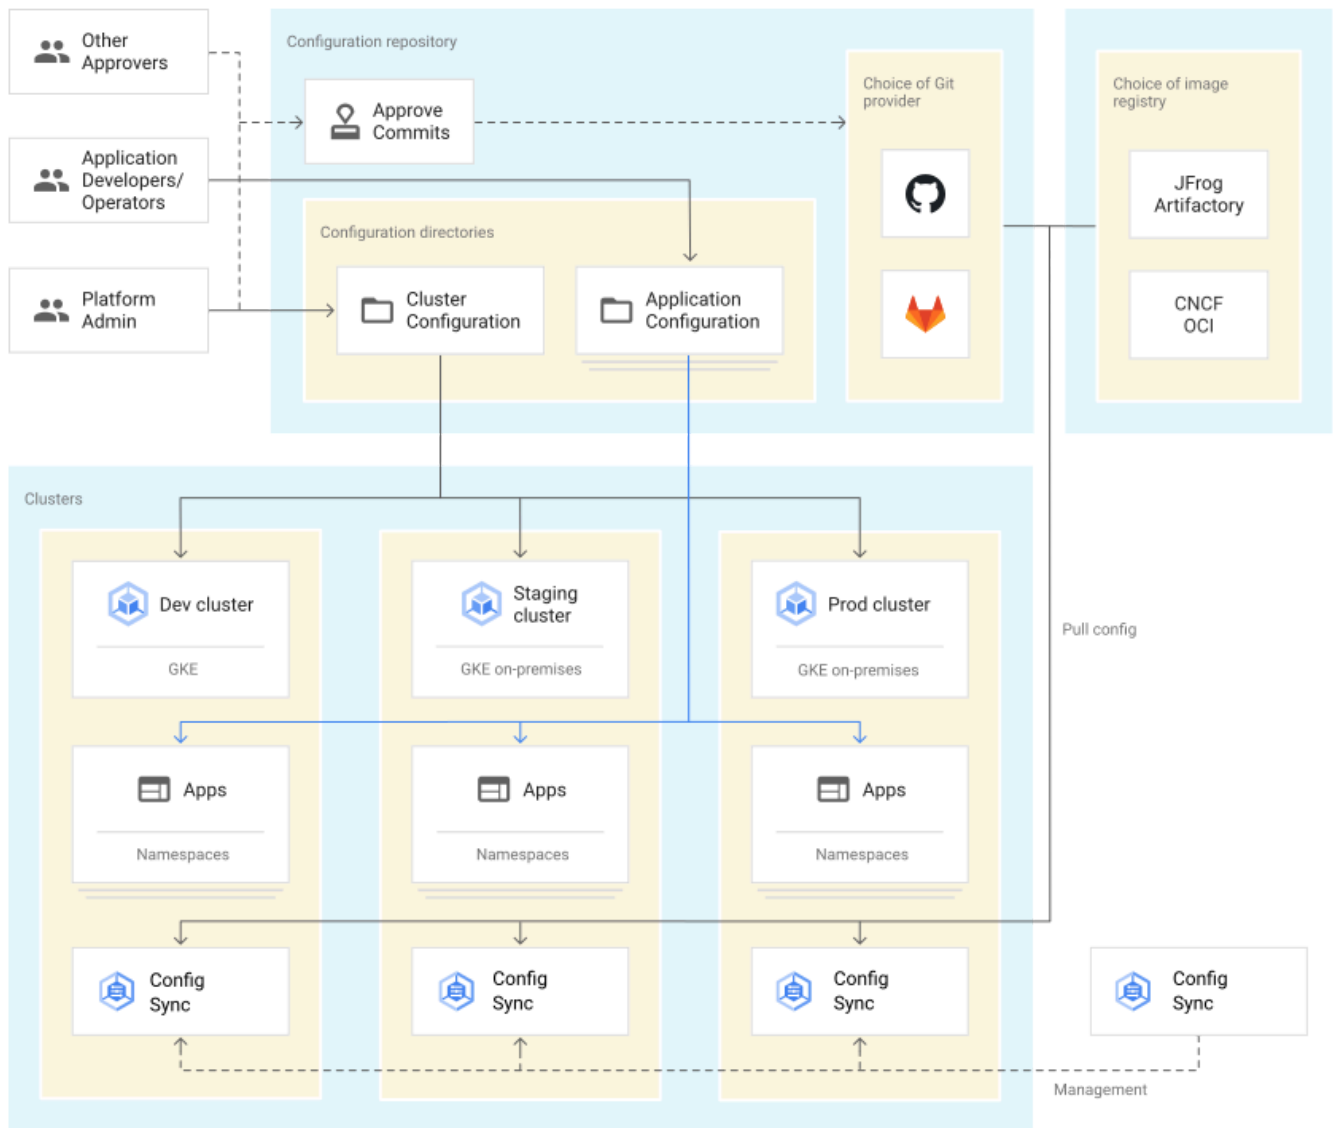 Other
Approvers
Application
Developers/
Operators
Platform
Admin
Configuration repository
Approve
Commits
Configuration directories
Cluster
Configuration
Application
Configuration
Choice of Git
provider
Choice of image
registry
JFrog
Artifactory
CNCF
OCI
Clusters
Dev cluster
GKE
Staging
cluster
GKE on-premises
Prod cluster
GKE on-premises
Pull config
Apps
Namespaces
Apps
Namespaces
Apps
Namespaces
Config
Sync
Config
Sync
Config
Sync
Config
Sync
Management